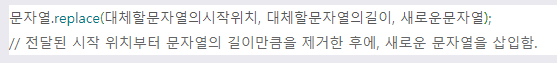 문자열.replace(대체할문자열의시작위치, 대체할문자열의길이, 새로운문자열);
// 전달된 시작 위치부터 문자열의 길이만큼을 제거한 후에, 새로운 문자열을 삽입함.